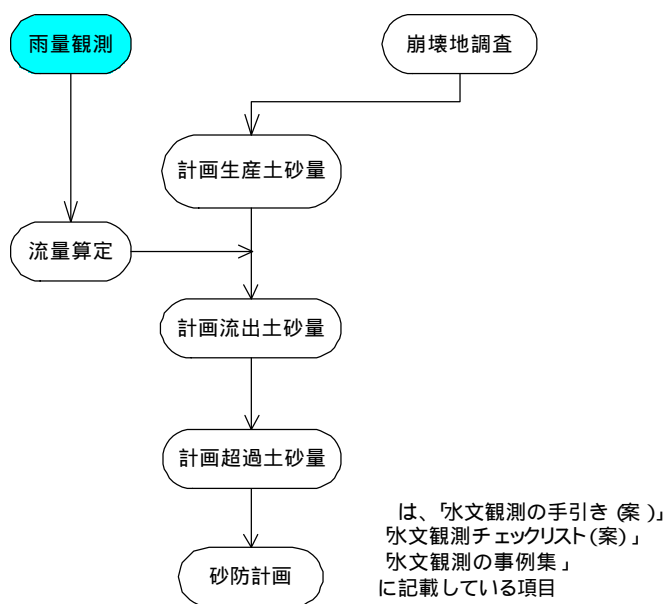 雨量観測
崩壊地調査
計画生産土砂量
流量算定
計画流出土砂量
計画超過土砂量
砂防計画
は、「水文観測の手引き(案)」
「水文観測チェックリスト(案)」
「水文観測の事例集」
に記載している項目